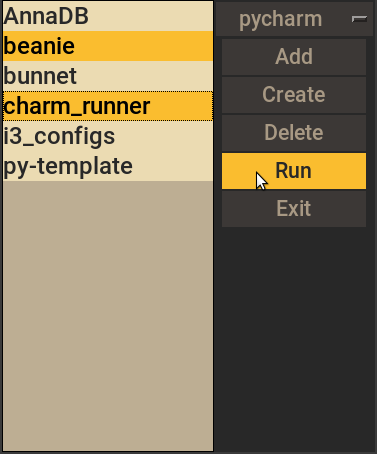 AnnaDB
beanie
bunnet
charm_runner
i3_configs
py-template
pycharm
Add
Create
Delete
Run
Exit